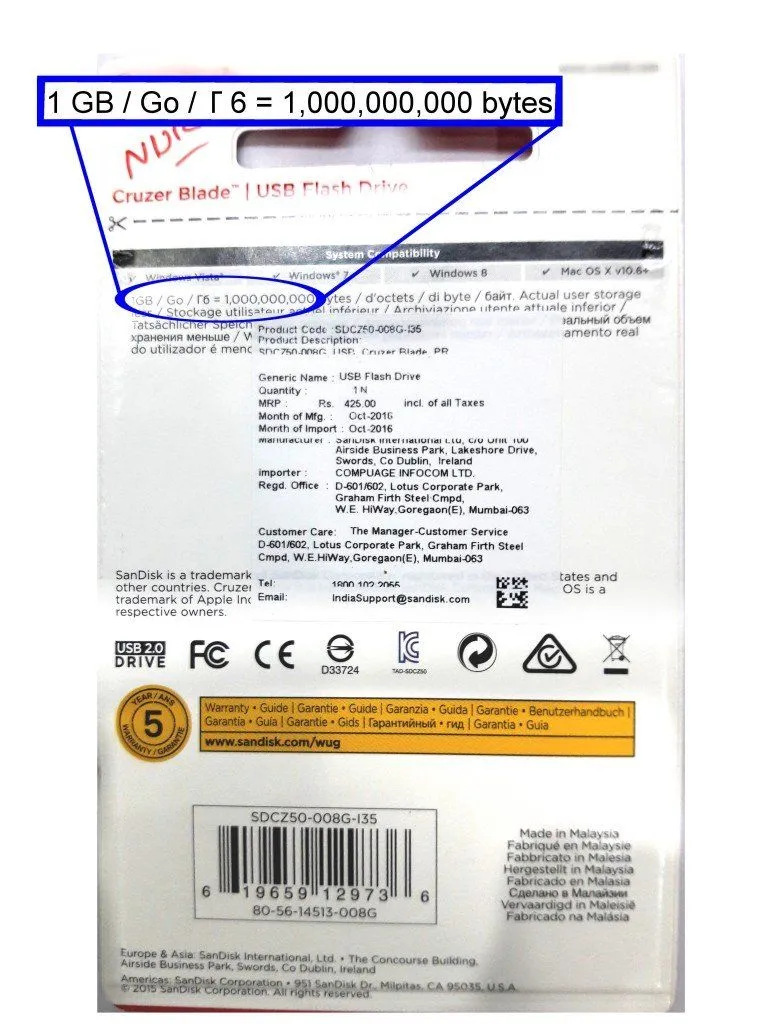 1 GB / Go / Г 6 = 1,000,000,000 bytes
Cruzer Blade™ | USB Flash Drive
System Compatibility
✓ Windows Vista® ✓ Windows® 7 ✓ Windows 8 ✓ Mac OS X v10.6+
1GB / Go / Гб = 1,000,000,000 bytes / d'octets / di byte / байт. Actual user storage
less / Stockage utilisateur actuel inférieur / Archiviazione utente attuale inferiore /
Tatsächlicher Speich
хранения меньше / W
do utilizador é meno
альный объем
amento real
Product Code :SDCZ50-008G-I35
Product Description:
SDCZ50-008G, USB, Cruzer Blade, PR
Generic Name : USB Flash Drive
Quantity : 1 N
MRP : Rs. 425.00 incl. of all Taxes
Month of Mfg. : Oct-2016
Month of Import : Oct-2016
Manufacturer : SanDisk International Ltd, c/o Unit 100
Airside Business Park, Lakeshore Drive,
Swords, Co Dublin, Ireland
Importer : COMPUAGE INFOCOM LTD.
Regd. Office : D-601/602, Lotus Corporate Park,
Graham Firth Steel Cmpd,
W.E. HiWay,Goregaon(E), Mumbai-063
Customer Care: The Manager-Customer Service
D-601/602, Lotus Corporate Park, Graham Firth Steel
Cmpd, W.E.HiWay,Goregaon(E), Mumbai-063
Tel: 1800 102 2055
Email: IndiaSupport@sandisk.com
SanDisk is a trademark
other countries. Cruzer
trademark of Apple Inc
respective owners.
tates and
OS is a
USB 2.0
DRIVE
FC
CE
D33724
TAD-SDCZ50
YEAR / ANS
5
WARRANTY / GARANTIE
Warranty • Guide | Garantie • Guide | Garanzia • Guida | Garantie • Benutzerhandbuch |
Garantía • Guía | Garantie • Gids | Гарантийный • гид | Garantia • Guia
www.sandisk.com/wug
SDCZ50-008G-I35
6 19659 12973 6
80-56-14513-008G
Made in Malaysia
Fabriqué en Malaysie
Fabbricato in Malesia
Hergestellt in Malaysia
Fabricado en Malasia
Сделано в Малайзии
Vervaardigd in Maleisië
Fabricado na Malásia
Europe & Asia: SanDisk International, Ltd. • The Concourse Building,
Airside Business Park, Swords, Co Dublin, Ireland
Americas: SanDisk Corporation • 951 SanDisk Dr., Milpitas, CA 95035, U.S.A.
© 2015 SanDisk Corporation. All rights reserved.